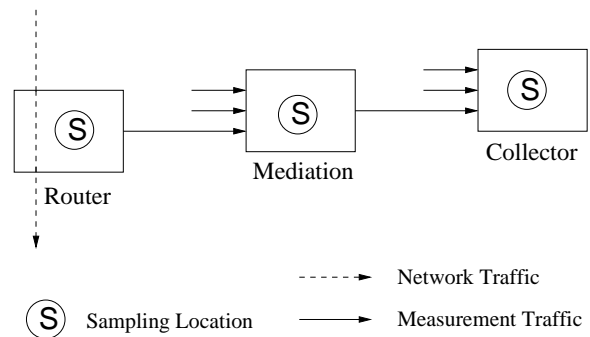 S
S
S
Collector
Mediation
Router
Network Traffic
S
Sampling Location
Measurement Traffic